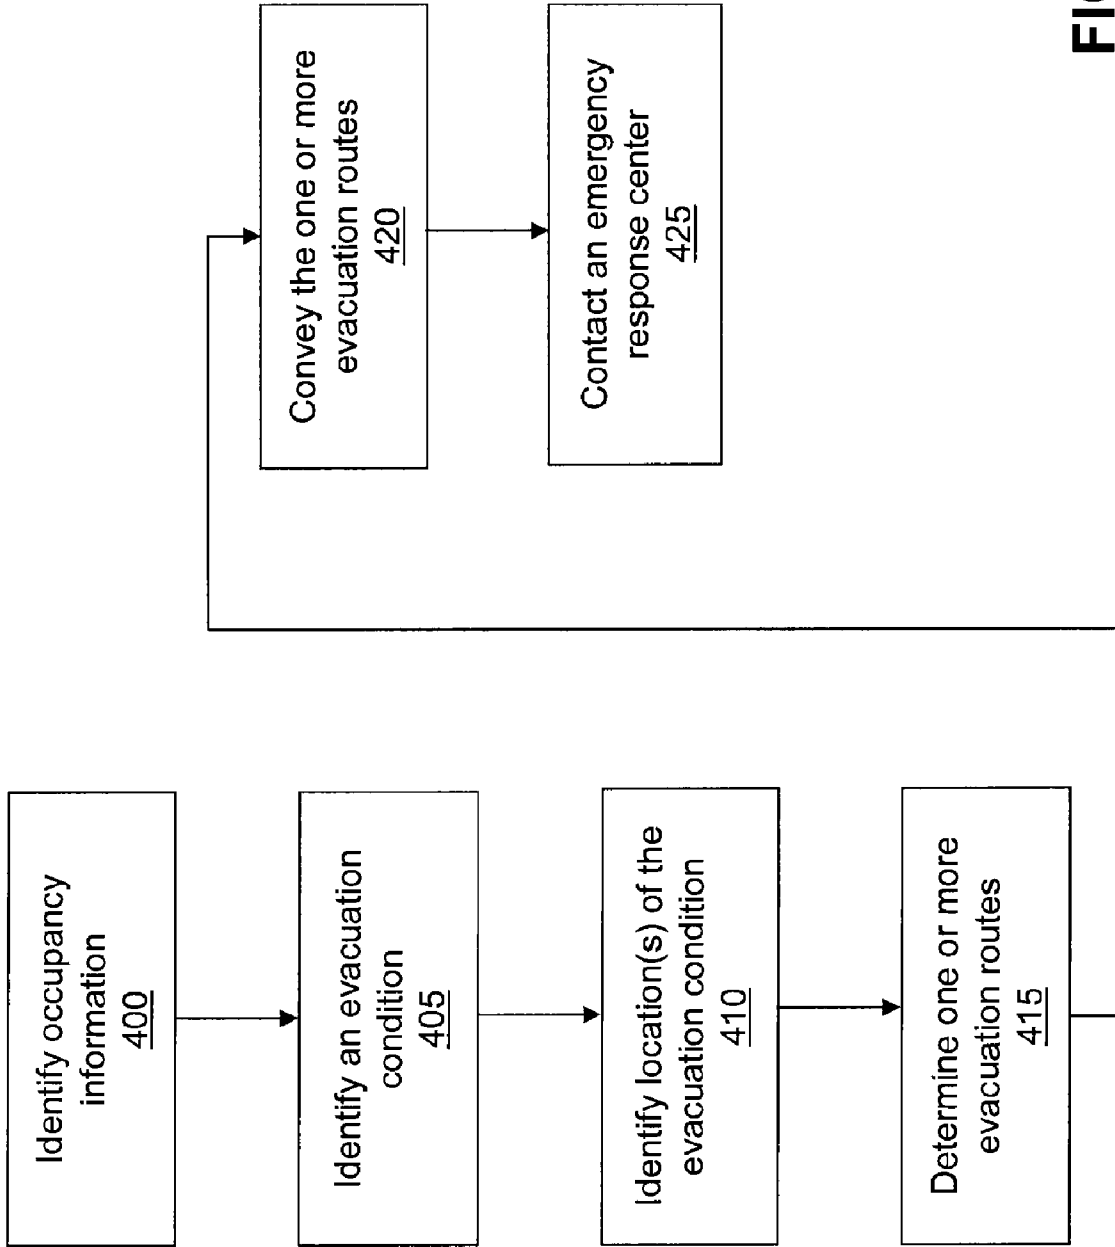 Identify occupancy
information
400
Identify an evacuation
condition
405
Identify location(s) of the
evacuation condition
410
Determine one or more
evacuation routes
415
Convey the one or more
evacuation routes
420
Contact an emergency
response center
425